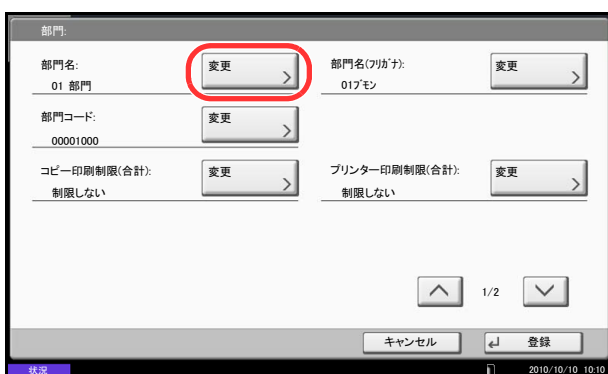 部門:
部門名: 変更 部門名(フリガナ): 変更
01 部門 01ブモン
部門コード: 変更
00001000
コピー印刷制限(合計): 変更 プリンター印刷制限(合計): 変更
制限しない 制限しない
1/2
キャンセル 登録
状況 2010/10/10 10:10